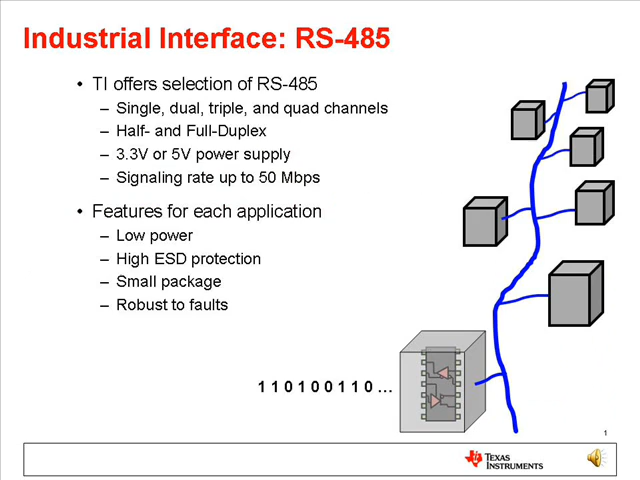 Industrial Interface: RS-485
• TI offers selection of RS-485
– Single, dual, triple, and quad channels
– Half- and Full-Duplex
– 3.3V or 5V power supply
– Signaling rate up to 50 Mbps
• Features for each application
– Low power
– High ESD protection
– Small package
– Robust to faults
1 1 0 1 0 0 1 1 0 ...
1
TEXAS
INSTRUMENTS